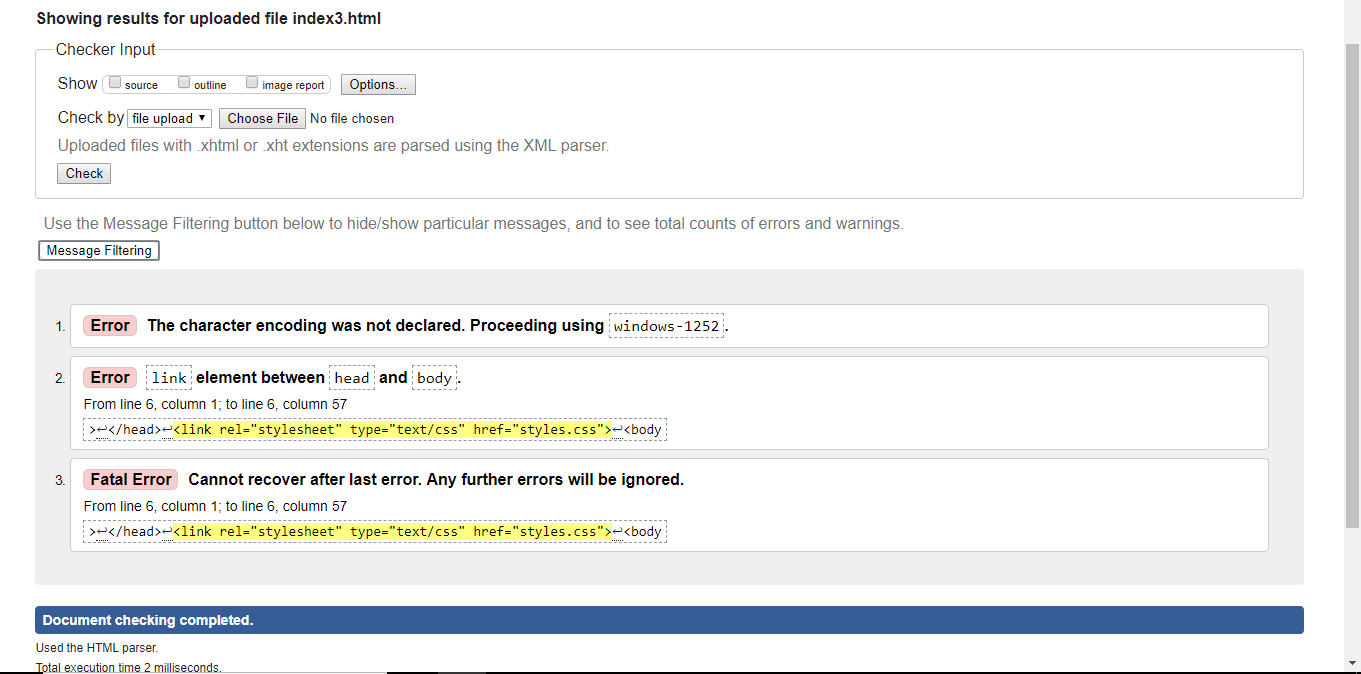 Showing results for uploaded file index3.html
Checker Input
Show source outline image report Options...
Check by file upload ▼ Choose File No file chosen
Uploaded files with .xhtml or .xht extensions are parsed using the XML parser.
Check
Use the Message Filtering button below to hide/show particular messages, and to see total counts of errors and warnings.
Message Filtering
1. Error The character encoding was not declared. Proceeding using windows-1252.
2. Error link element between head and body.
From line 6, column 1; to line 6, column 57
>↩</head>↩<link rel="stylesheet" type="text/css" href="styles.css">↩<body
3. Fatal Error Cannot recover after last error. Any further errors will be ignored.
From line 6, column 1; to line 6, column 57
>↩</head>↩<link rel="stylesheet" type="text/css" href="styles.css">↩<body
Document checking completed.
Used the HTML parser.
Total execution time 2 milliseconds.